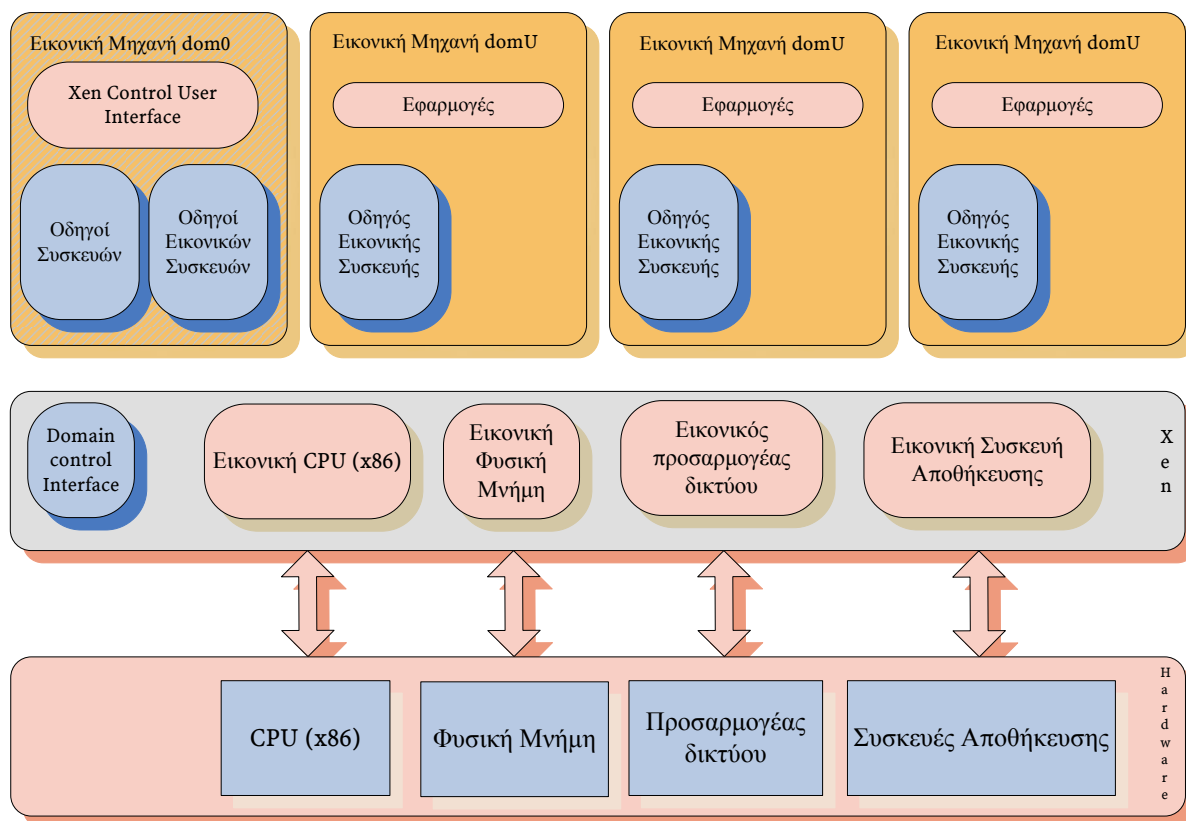 Εικονική Μηχανή dom0
Xen Control User
Interface
Οδηγοί
Συσκευών
Οδηγοί
Εικονικών
Συσκευών
Εικονική Μηχανή domU
Εφαρμογές
Οδηγός
Εικονικής
Συσκευής
Εικονική Μηχανή domU
Εφαρμογές
Οδηγός
Εικονικής
Συσκευής
Εικονική Μηχανή domU
Εφαρμογές
Οδηγός
Εικονικής
Συσκευής
Domain
control
Interface
Εικονική CPU (x86)
Εικονική
Φυσική
Μνήμη
Εικονικός
προσαρμογέας
δικτύου
Εικονική Συσκευή
Αποθήκευσης
Xen
CPU (x86)
Φυσική Μνήμη
Προσαρμογέας
δικτύου
Συσκευές Αποθήκευσης
Hardware